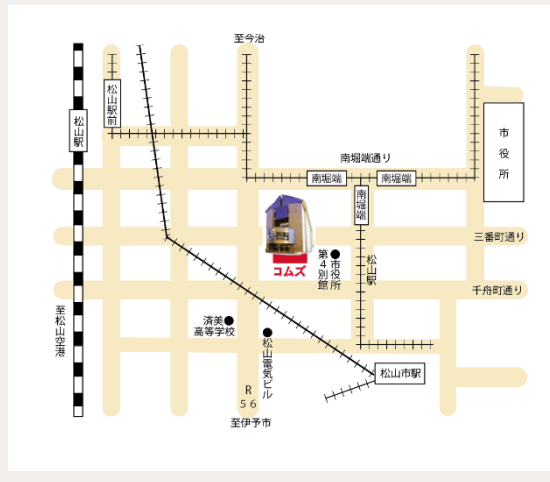 至今治
松山駅前
松山駅
市役所
南堀端通り
南堀端
南堀端
南堀端
三番町通り
コムズ
市役所
第4別館
松山駅
千舟町通り
至松山空港
済美
高等学校
松山電気ビル
松山市駅
R
56
至伊予市